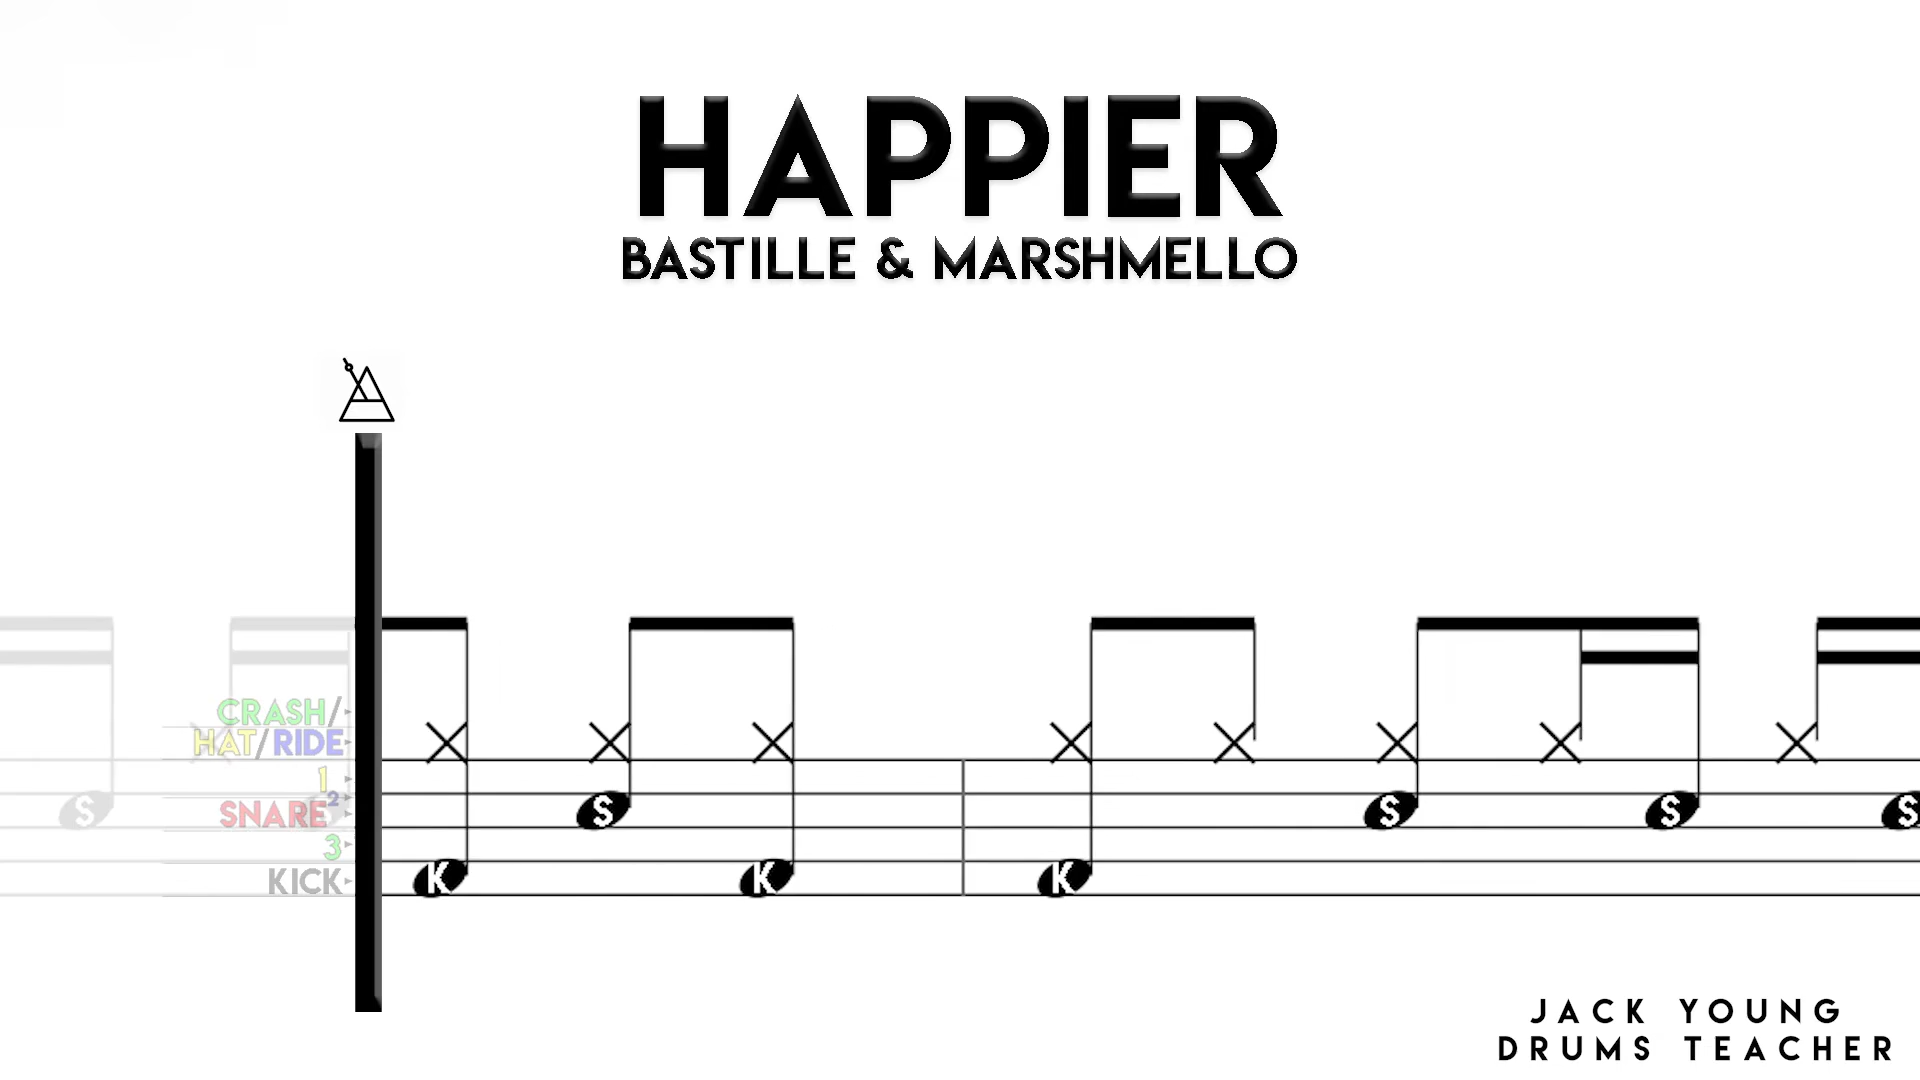 HAPPIER
BASTILLE & MARSHMELLO
CRASH/
HAT/RIDE
1
2
SNARE
3
KICK
S S S S S S
K K K
JACK YOUNG
DRUMS TEACHER